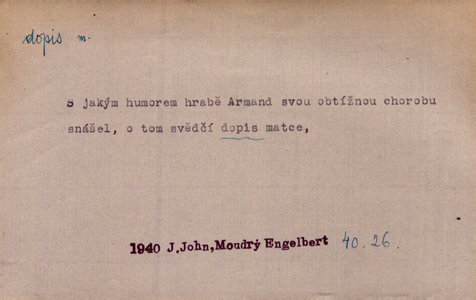 dopis m.
S jakým humorem hrabě Armand svou obtížnou chorobu
snášel, o tom svědčí dopis matce,
1940 J.John,Moudrý Engelbert 40.26.